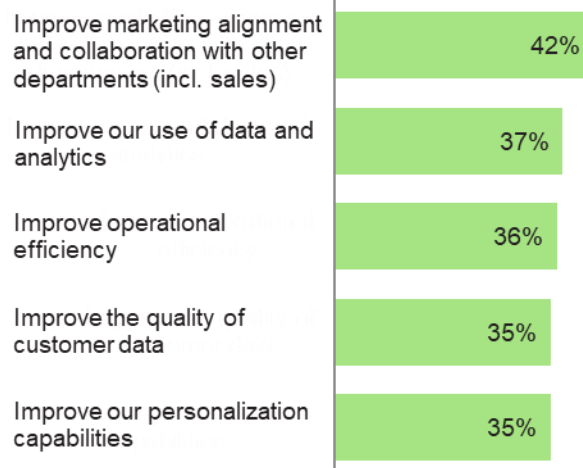 Improve marketing alignment
and collaboration with other
departments (incl. sales)
42%
Improve our use of data and
analytics
37%
Improve operational
efficiency
36%
Improve the quality of
customer data
35%
Improve our personalization
capabilities
35%